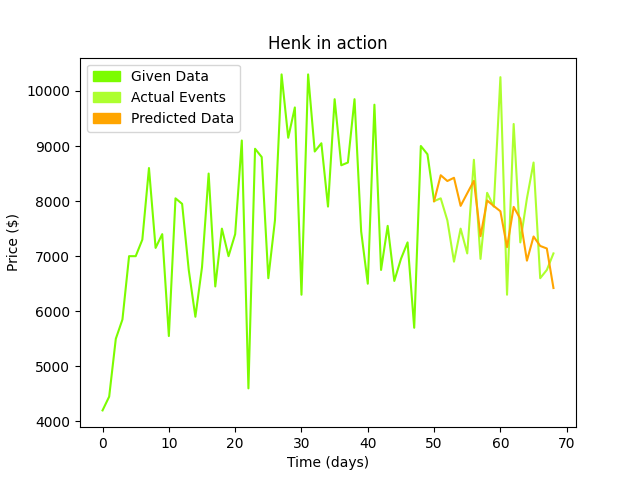 Henk in action
Given Data
Actual Events
Predicted Data
Price ($)
10000
9000
8000
7000
6000
5000
4000
0 10 20 30 40 50 60 70
Time (days)